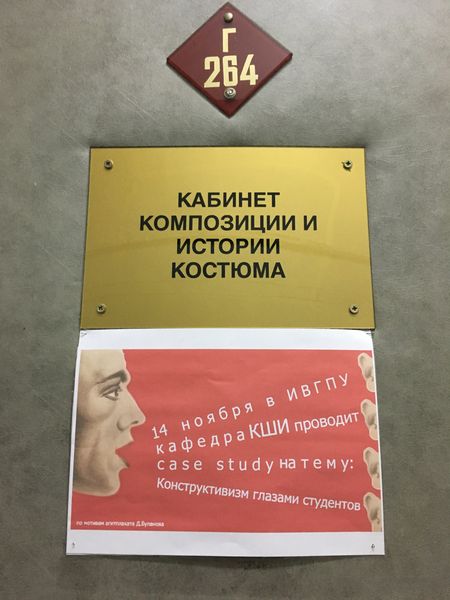 Г
264
КАБИНЕТ
КОМПОЗИЦИИ И
ИСТОРИИ
КОСТЮМА
14 ноября в ИВГПУ
кафедра КШИ проводит
case study на тему:
Конструктивизм глазами студентов
по мотивам агитплаката Д.Буланова